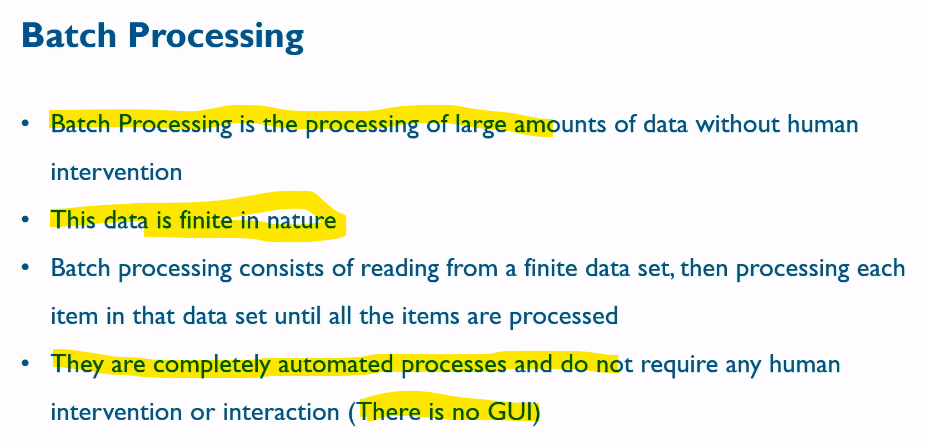 Batch Processing
• Batch Processing is the processing of large amounts of data without human
intervention
• This data is finite in nature
• Batch processing consists of reading from a finite data set, then processing each
item in that data set until all the items are processed
• They are completely automated processes and do not require any human
intervention or interaction (There is no GUI)